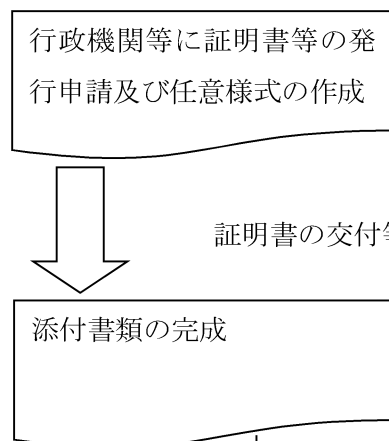 行政機関等に証明書等の発
行申請及び任意様式の作成
証明書の交付等
添付書類の完成